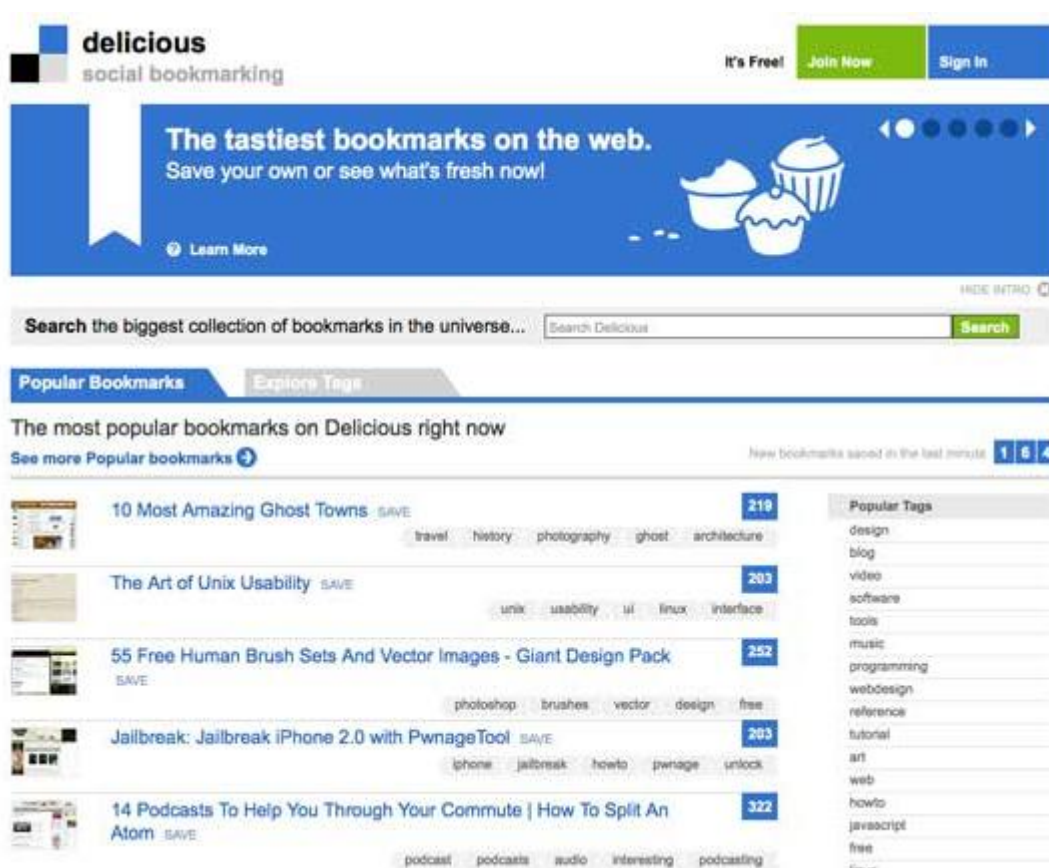 delicious
social bookmarking
It's Free!
Join Now
Sign In
The tastiest bookmarks on the web.
Save your own or see what's fresh now!
Learn More
HIDE INTRO
Search the biggest collection of bookmarks in the universe...
Search Delicious
Search
Popular Bookmarks
Explore Tags
The most popular bookmarks on Delicious right now
See more Popular bookmarks
New bookmarks saved in the last minute
1 6 4
10 Most Amazing Ghost Towns SAVE
219
travel history photography ghost architecture
The Art of Unix Usability SAVE
203
unix usability ui linux interface
55 Free Human Brush Sets And Vector Images - Giant Design Pack
SAVE
252
photoshop brushes vector design free
Jailbreak: Jailbreak iPhone 2.0 with PwnageTool SAVE
203
iphone jailbreak howto pwnage unlock
14 Podcasts To Help You Through Your Commute | How To Split An
Atom SAVE
322
podcast podcasts audio interesting podcasting
Popular Tags
design
blog
video
software
tools
music
programming
webdesign
reference
tutorial
art
web
howto
javascript
free